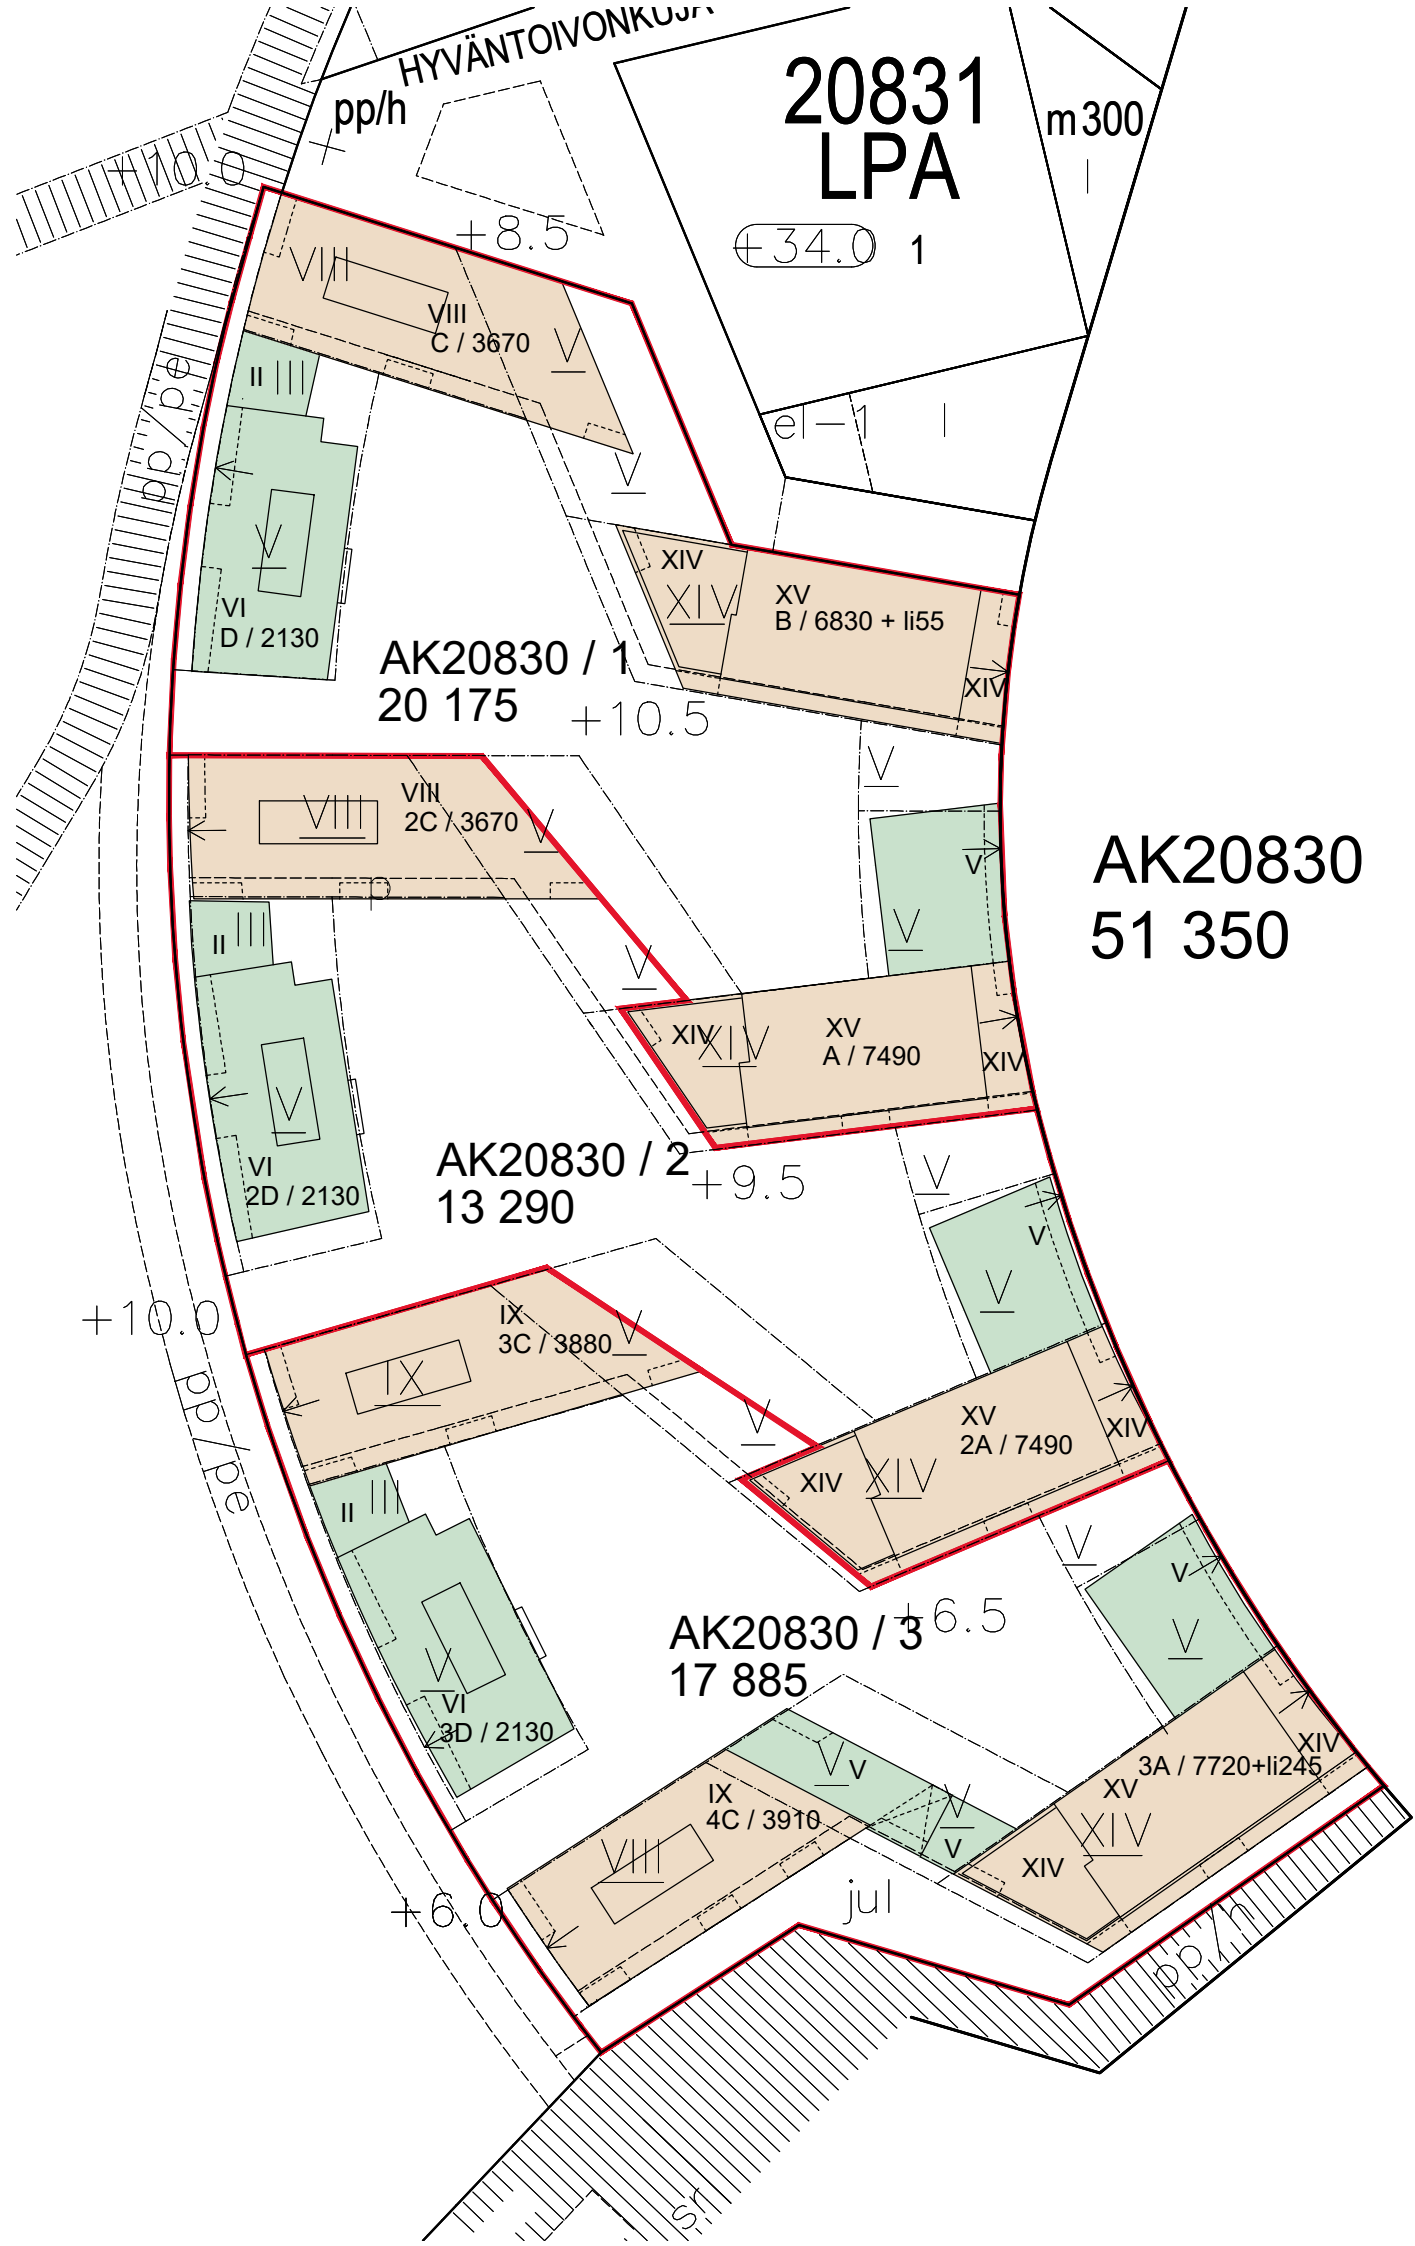 HYVÄNTOIVONKUJA
20831
LPA
pp/h
m300
I
+10.0
+8.5
+34.0
1
VIII
VIII
C / 3670
V
II
III
pp/pe
el-1
I
V
V
XIV
XIV
XV
B / 6830 + li55
VI
D / 2130
XIV
AK20830 / 1
20 175
+10.5
V
VIII
VIII
2C / 3670
V
p
V
AK20830
51 350
II
III
V
V
XIV
XIV
XV
A / 7490
XIV
V
VI
2D / 2130
AK20830 / 2
13 290
+9.5
V
V
V
+10.0
IX
3C / 3880
V
IX
pp/pe
V
XV
2A / 7490
XIV
XIV
XIV
II
III
V
V
V
AK20830 / 3
17 885
+6.5
V
VI
3D / 2130
V
V
IX
4C / 3910
V
V
XIV
3A / 7720+li245
XV
XIV
VIII
XIV
+6.0
jul
pp/h
sr